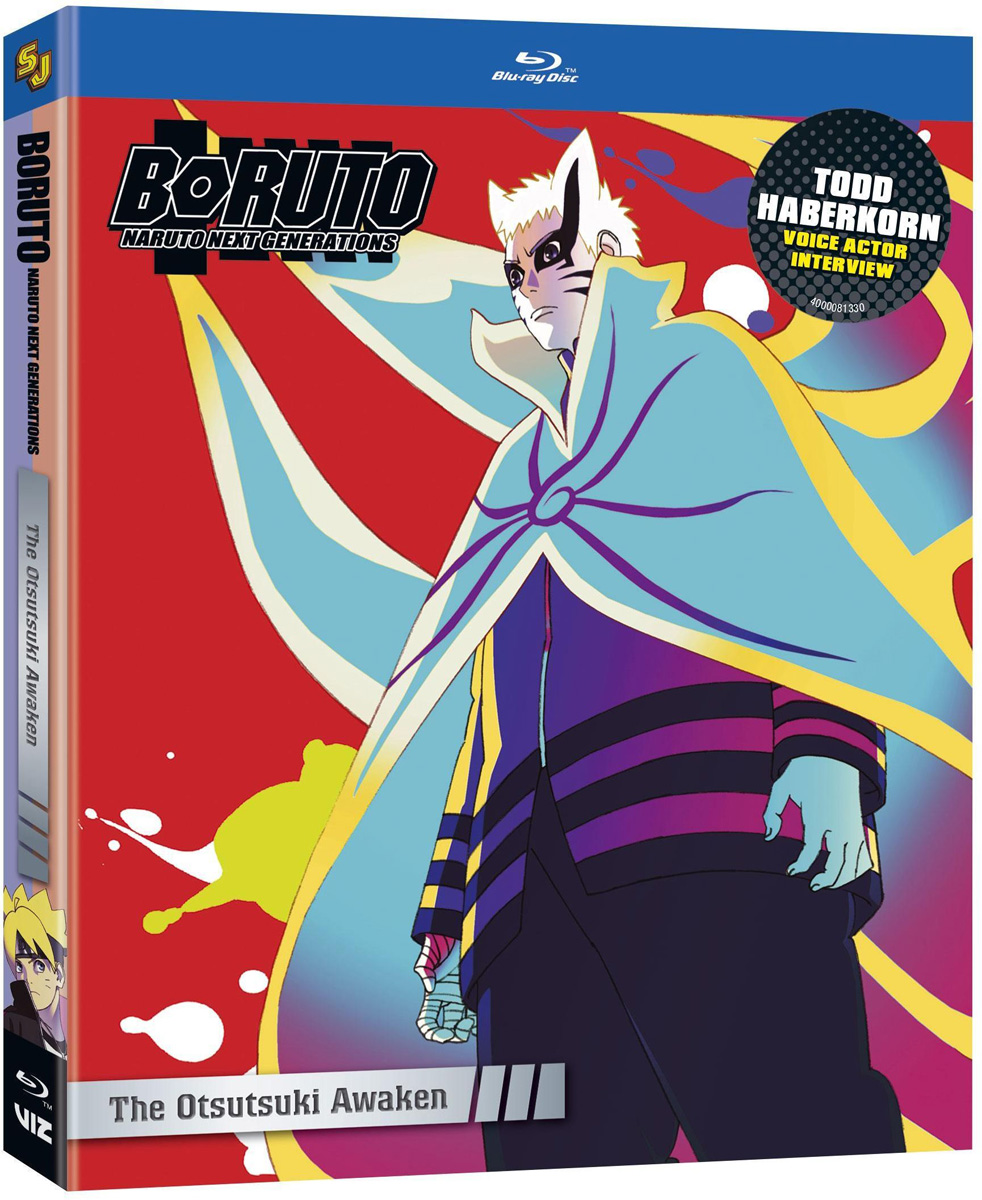 SJ
BORUTO
NARUTO NEXT GENERATIONS
The Otsutsuki Awaken
VIZ
Blu-ray Disc™
BORUTO
NARUTO NEXT GENERATIONS
TODD
HABERKORN
VOICE ACTOR
INTERVIEW
4000081330
The Otsutsuki Awaken